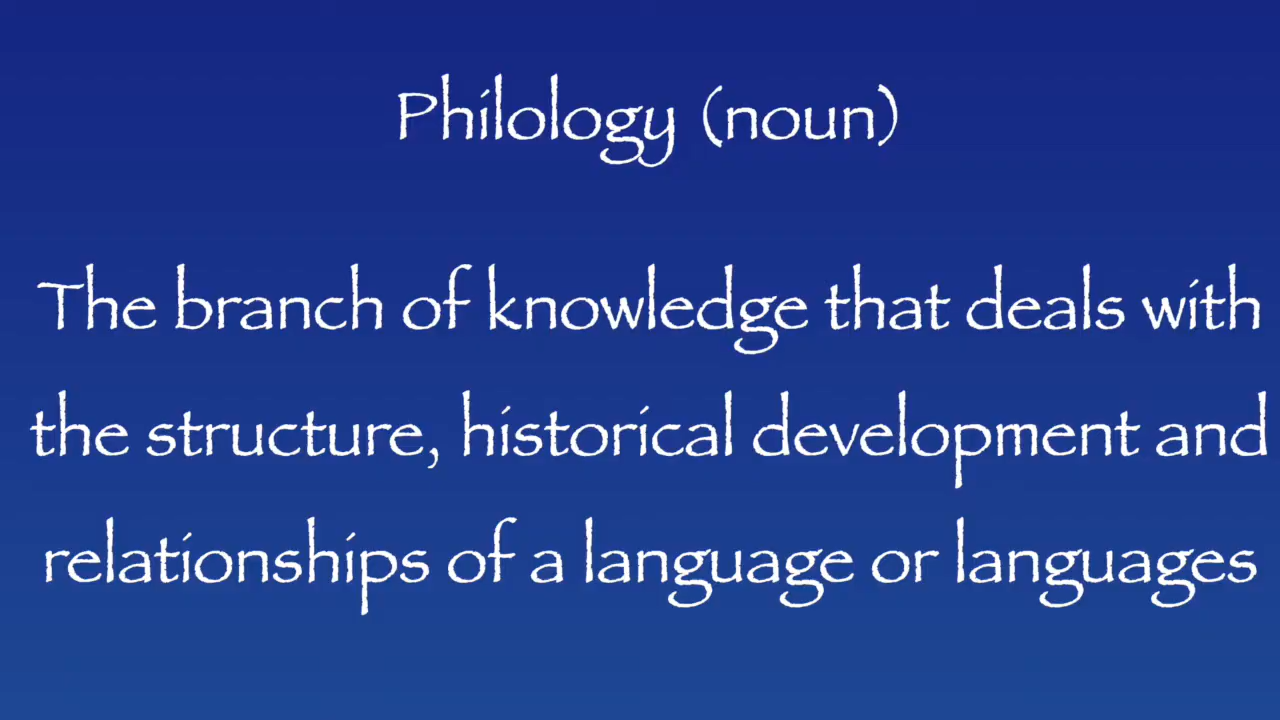 Philology (noun)
The branch of knowledge that deals with
the structure, historical development and
relationships of a language or languages